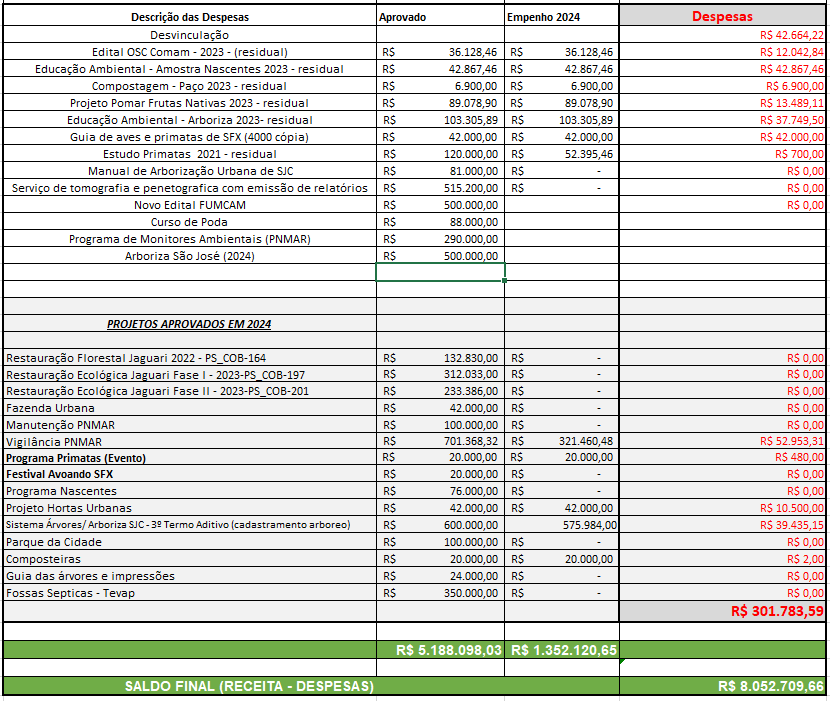 Descrição das Despesas Aprovado Empenho 2024 Despesas
Desvinculação R$ 42.664,22
Edital OSC Comam - 2023 - (residual) R$ 36.128,46 R$ 36.128,46 R$ 12.042,84
Educação Ambiental - Amostra Nascentes 2023 - residual R$ 42.867,46 R$ 42.867,46 R$ 42.867,46
Compostagem - Paço 2023 - residual R$ 6.900,00 R$ 6.900,00 R$ 6.900,00
Projeto Pomar Frutas Nativas 2023 - residual R$ 89.078,90 R$ 89.078,90 R$ 13.489,11
Educação Ambiental - Arboriza 2023- residual R$ 103.305,89 R$ 103.305,89 R$ 37.749,50
Guia de aves e primatas de SFX (4000 cópia) R$ 42.000,00 R$ 42.000,00 R$ 42.000,00
Estudo Primatas 2021 - residual R$ 120.000,00 R$ 52.395,46 R$ 700,00
Manual de Arborização Urbana de SJC R$ 81.000,00 R$ - R$ 0,00
Serviço de tomografia e penetografica com emissão de relatórios R$ 515.200,00 R$ - R$ 0,00
Novo Edital FUMCAM R$ 500.000,00 R$ 0,00
Curso de Poda R$ 88.000,00
Programa de Monitores Ambientais (PNMAR) R$ 290.000,00
Arboriza São José (2024) R$ 500.000,00
PROJETOS APROVADOS EM 2024
Restauração Florestal Jaguari 2022 - PS_COB-164 R$ 132.830,00 R$ - R$ 0,00
Restauração Ecológica Jaguari Fase I - 2023-PS_COB-197 R$ 312.033,00 R$ - R$ 0,00
Restauração Ecológica Jaguari Fase II - 2023-PS_COB-201 R$ 233.386,00 R$ - R$ 0,00
Fazenda Urbana R$ 42.000,00 R$ - R$ 0,00
Manutenção PNMAR R$ 100.000,00 R$ - R$ 0,00
Vigilância PNMAR R$ 701.368,32 R$ 321.460,48 R$ 52.953,31
Programa Primatas (Evento) R$ 20.000,00 R$ 20.000,00 R$ 480,00
Festival Avoando SFX R$ 20.000,00 R$ - R$ 0,00
Programa Nascentes R$ 76.000,00 R$ - R$ 0,00
Projeto Hortas Urbanas R$ 42.000,00 R$ 42.000,00 R$ 10.500,00
Sistema Árvores/ Arboriza SJC - 3º Termo Aditivo (cadastramento arboreo) R$ 600.000,00 575.984,00 R$ 39.435,15
Parque da Cidade R$ 100.000,00 R$ - R$ 0,00
Composteiras R$ 20.000,00 R$ 20.000,00 R$ 2,00
Guia das árvores e impressões R$ 24.000,00 R$ - R$ 0,00
Fossas Septicas - Tevap R$ 350.000,00 R$ - R$ 0,00
R$ 301.783,59
R$ 5.188.098,03 R$ 1.352.120,65
SALDO FINAL (RECEITA - DESPESAS) R$ 8.052.709,66